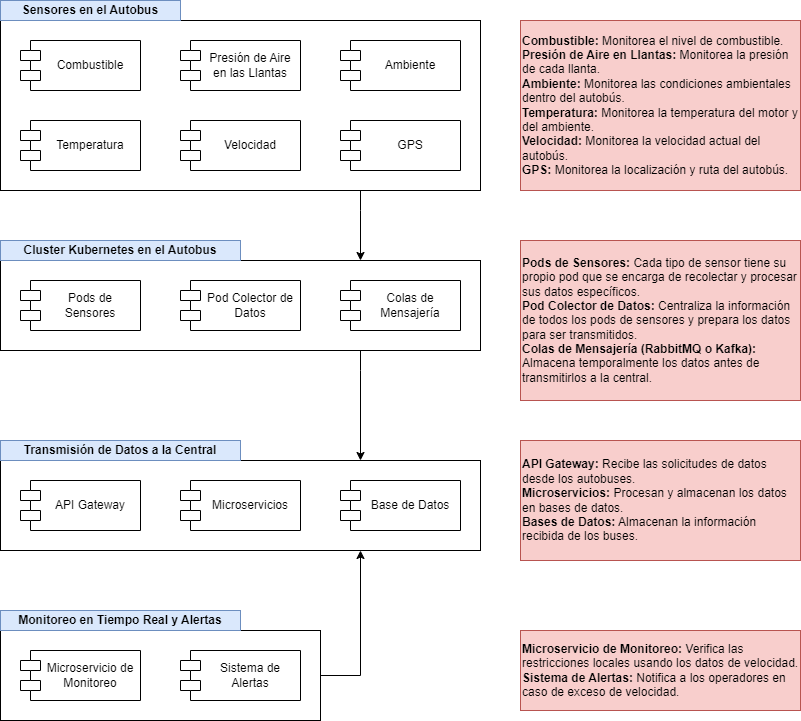 Sensores en el Autobus
Combustible
Presión de Aire
en las Llantas
Ambiente
Temperatura
Velocidad
GPS
Combustible: Monitorea el nivel de combustible.
Presión de Aire en Llantas: Monitorea la presión
de cada llanta.
Ambiente: Monitorea las condiciones ambientales
dentro del autobús.
Temperatura: Monitorea la temperatura del motor y
del ambiente.
Velocidad: Monitorea la velocidad actual del
autobús.
GPS: Monitorea la localización y ruta del autobús.
Cluster Kubernetes en el Autobus
Pods de
Sensores
Pod Colector de
Datos
Colas de
Mensajería
Pods de Sensores: Cada tipo de sensor tiene su
propio pod que se encarga de recolectar y procesar
sus datos específicos.
Pod Colector de Datos: Centraliza la información
de todos los pods de sensores y prepara los datos
para ser transmitidos.
Colas de Mensajería (RabbitMQ o Kafka):
Almacena temporalmente los datos antes de
transmitirlos a la central.
Transmisión de Datos a la Central
API Gateway
Microservicios
Base de Datos
API Gateway: Recibe las solicitudes de datos
desde los autobuses.
Microservicios: Procesan y almacenan los datos
en bases de datos.
Bases de Datos: Almacenan la información
recibida de los buses.
Monitoreo en Tiempo Real y Alertas
Microservicio de
Monitoreo
Sistema de
Alertas
Microservicio de Monitoreo: Verifica las
restricciones locales usando los datos de velocidad.
Sistema de Alertas: Notifica a los operadores en
caso de exceso de velocidad.